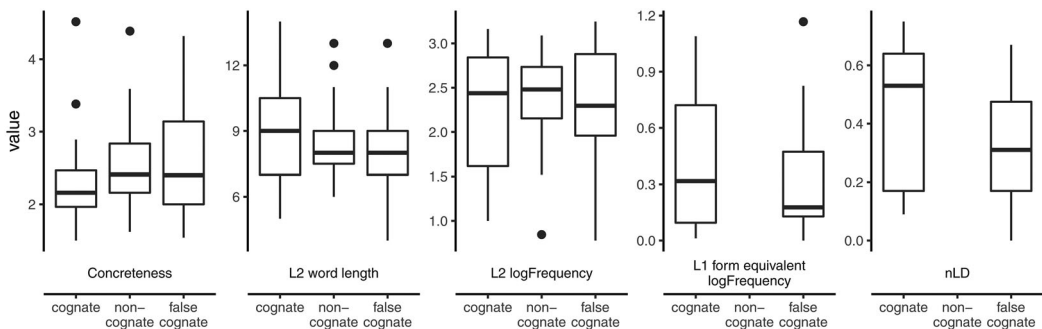 value
4
3
2
Concreteness
cognate
non–
cognate
false
cognate
12
9
6
L2 word length
cognate
non–
cognate
false
cognate
3.0
2.5
2.0
1.5
1.0
L2 logFrequency
cognate
non–
cognate
false
cognate
1.2
0.9
0.6
0.3
0.0
L1 form equivalent
logFrequency
cognate
non–
cognate
false
cognate
0.6
0.4
0.2
0.0
nLD
cognate
non–
cognate
false
cognate